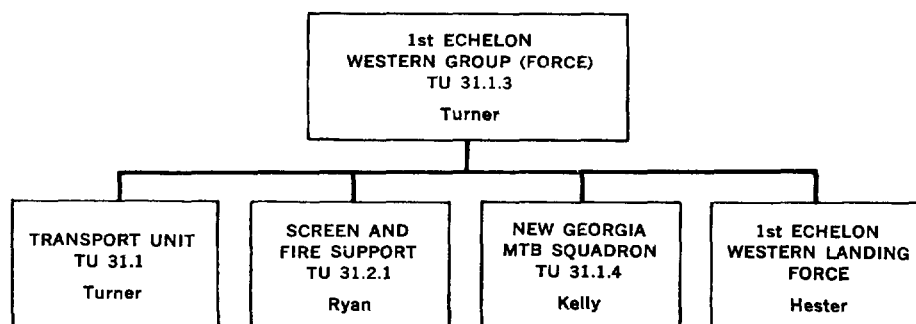 1st ECHELON
WESTERN GROUP (FORCE)
TU 31.1.3
Turner
TRANSPORT UNIT
TU 31.1
Turner
SCREEN AND
FIRE SUPPORT
TU 31.2.1
Ryan
NEW GEORGIA
MTB SQUADRON
TU 31.1.4
Kelly
1st ECHELON
WESTERN LANDING
FORCE
Hester